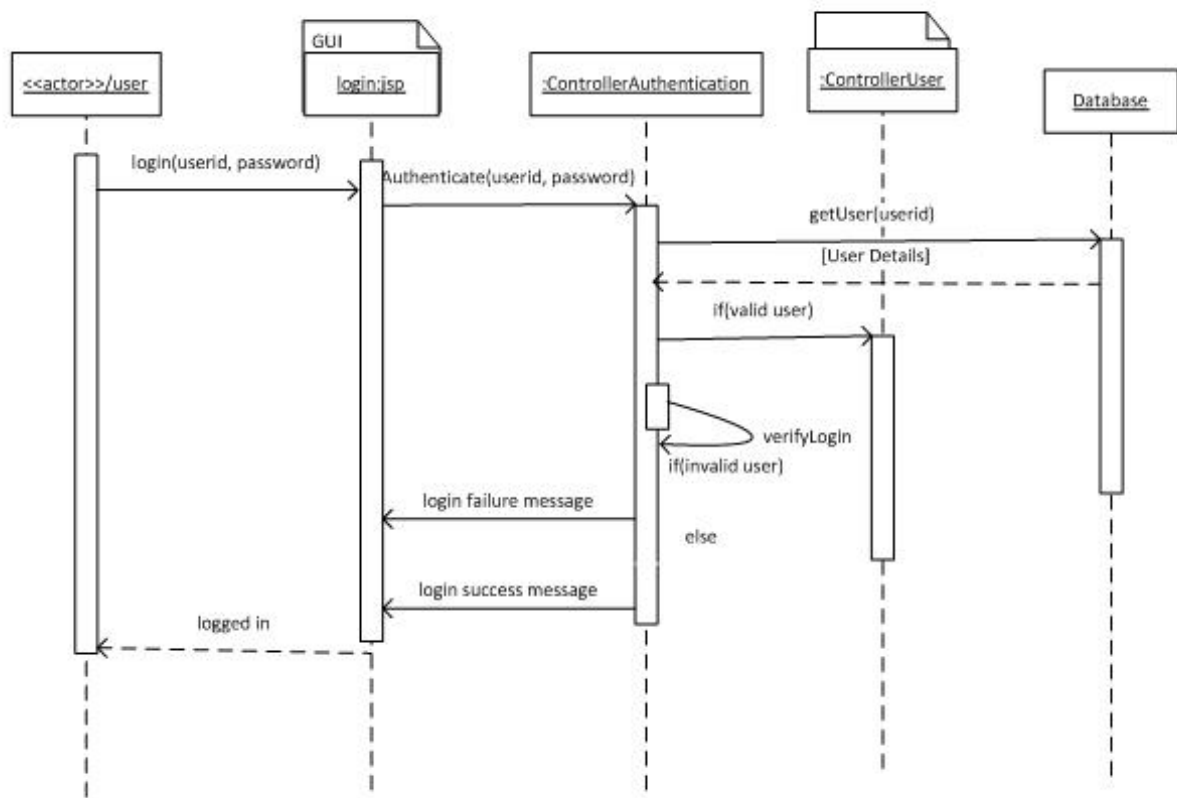 GUI
<<actor>>/user
login:jsp
:ControllerAuthentication
:ControllerUser
Database
login(userid, password)
Authenticate(userid, password)
getUser(userid)
[User Details]
if(valid user)
verifyLogIn
if(invalid user)
login failure message
else
login success message
logged in